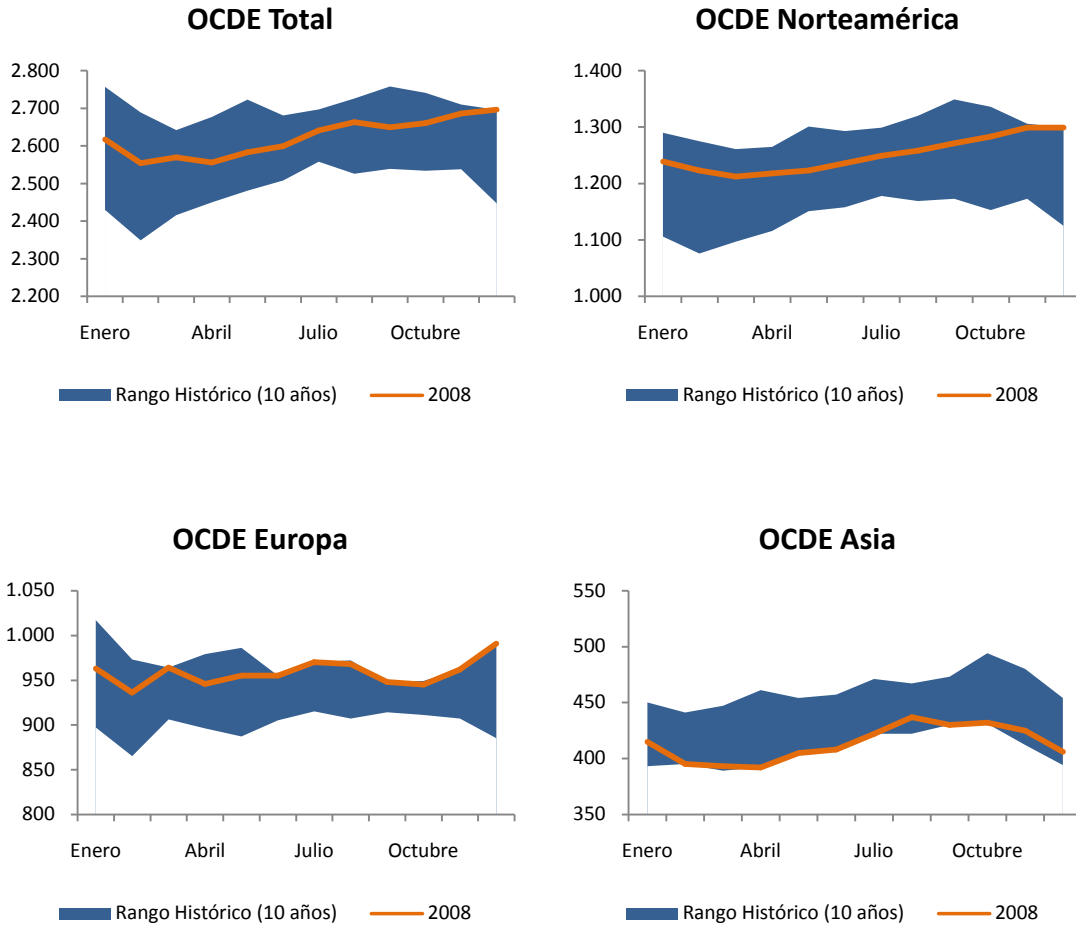 OCDE Total
2.800
2.700
2.600
2.500
2.400
2.300
2.200
Enero Abril Julio Octubre
Rango Histórico (10 años) 2008
OCDE Norteamérica
1.400
1.300
1.200
1.100
1.000
Enero Abril Julio Octubre
Rango Histórico (10 años) 2008
OCDE Europa
1.050
1.000
950
900
850
800
Enero Abril Julio Octubre
Rango Histórico (10 años) 2008
OCDE Asia
550
500
450
400
350
Enero Abril Julio Octubre
Rango Histórico (10 años) 2008